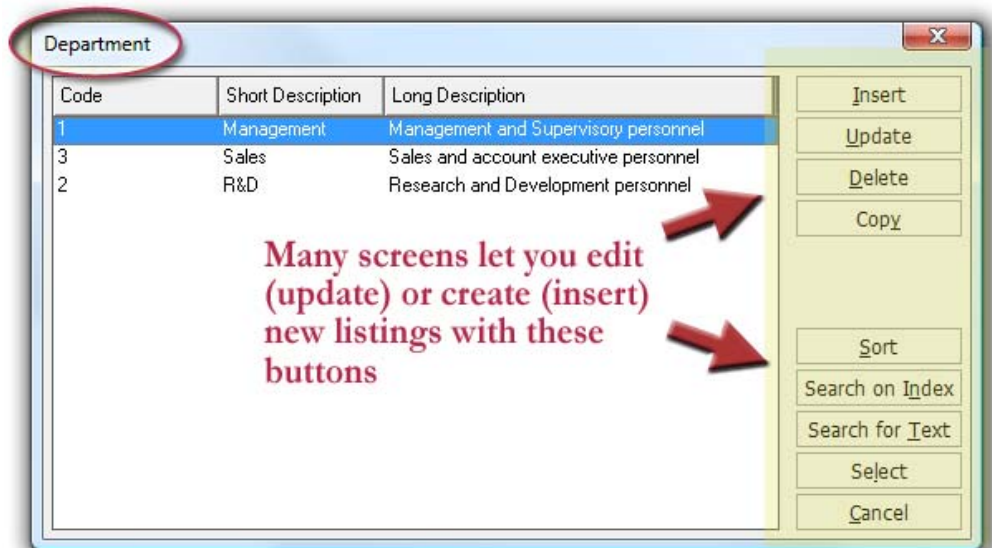 Department
Code Short Description Long Description
1 Management Management and Supervisory personnel
3 Sales Sales and account executive personnel
2 R&D Research and Development personnel
Many screens let you edit
(update) or create (insert)
new listings with these
buttons
Insert
Update
Delete
Copy
Sort
Search on Index
Search for Text
Select
Cancel